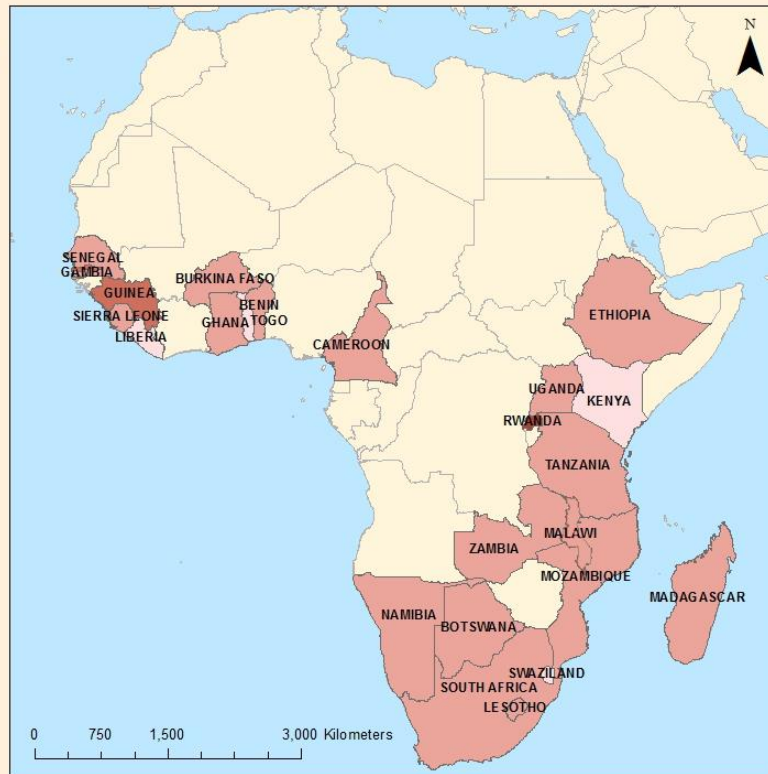 N
SENEGAL
GAMBIA
GUINEA
SIERRA LEONE
LIBERIA
BURKINA FASO
GHANA
BENIN
TOGO
CAMEROON
ETHIOPIA
UGANDA
KENYA
RWANDA
TANZANIA
MALAWI
ZAMBIA
MOZAMBIQUE
MADAGASCAR
NAMIBIA
BOTSWANA
SWAZILAND
SOUTH AFRICA
LESOTHO
0 750 1,500 3,000 Kilometers